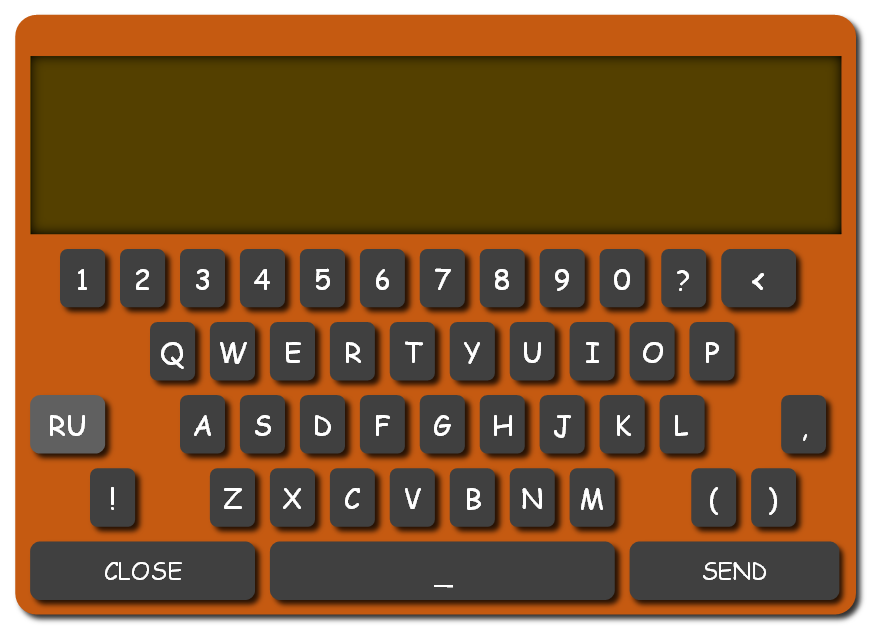 1 2 3 4 5 6 7 8 9 0 ? <
Q W E R T Y U I O P
RU A S D F G H J K L ,
! Z X C V B N M ( )
CLOSE _ SEND